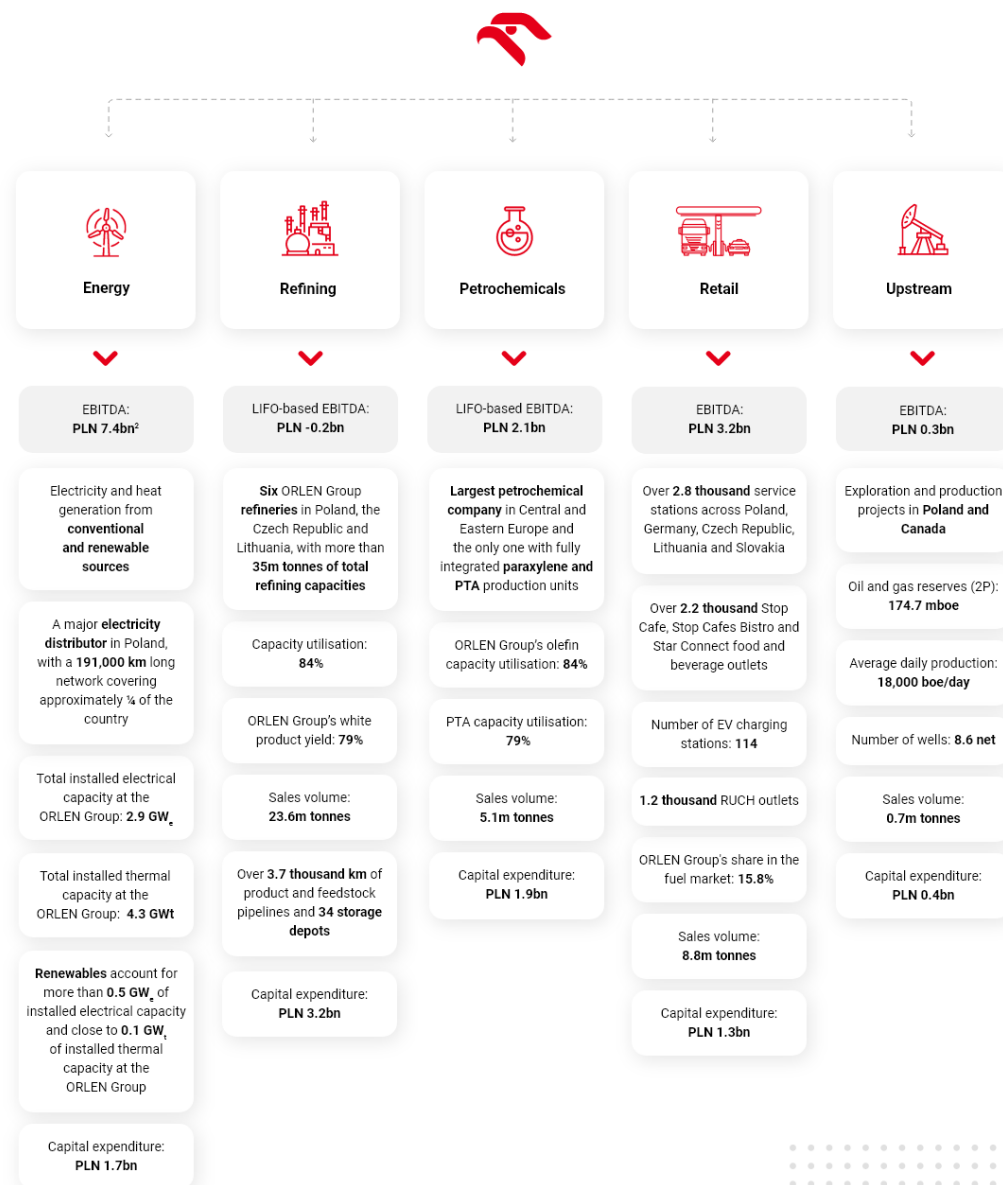 Energy
Refining
Petrochemicals
Retail
Upstream
EBITDA:
PLN 7.4bn²
Electricity and heat
generation from
conventional
and renewable
sources
A major electricity
distributor in Poland,
with a 191,000 km long
network covering
approximately ¼ of the
country
Total installed electrical
capacity at the
ORLEN Group: 2.9 GWₑ
Total installed thermal
capacity at the
ORLEN Group: 4.3 GWt
Renewables account for
more than 0.5 GWₑ of
installed electrical capacity
and close to 0.1 GWₜ
of installed thermal
capacity at the
ORLEN Group
Capital expenditure:
PLN 1.7bn
LIFO-based EBITDA:
PLN -0.2bn
Six ORLEN Group
refineries in Poland, the
Czech Republic and
Lithuania, with more than
35m tonnes of total
refining capacities
Capacity utilisation:
84%
ORLEN Group's white
product yield: 79%
Sales volume:
23.6m tonnes
Over 3.7 thousand km of
product and feedstock
pipelines and 34 storage
depots
Capital expenditure:
PLN 3.2bn
LIFO-based EBITDA:
PLN 2.1bn
Largest petrochemical
company in Central and
Eastern Europe and
the only one with fully
integrated paraxylene and
PTA production units
ORLEN Group's olefin
capacity utilisation: 84%
PTA capacity utilisation:
79%
Sales volume:
5.1m tonnes
Capital expenditure:
PLN 1.9bn
EBITDA:
PLN 3.2bn
Over 2.8 thousand service
stations across Poland,
Germany, Czech Republic,
Lithuania and Slovakia
Over 2.2 thousand Stop
Cafe, Stop Cafes Bistro and
Star Connect food and
beverage outlets
Number of EV charging
stations: 114
1.2 thousand RUCH outlets
ORLEN Group's share in the
fuel market: 15.8%
Sales volume:
8.8m tonnes
Capital expenditure:
PLN 1.3bn
EBITDA:
PLN 0.3bn
Exploration and production
projects in Poland and
Canada
Oil and gas reserves (2P):
174.7 mboe
Average daily production:
18,000 boe/day
Number of wells: 8.6 net
Sales volume:
0.7m tonnes
Capital expenditure:
PLN 0.4bn